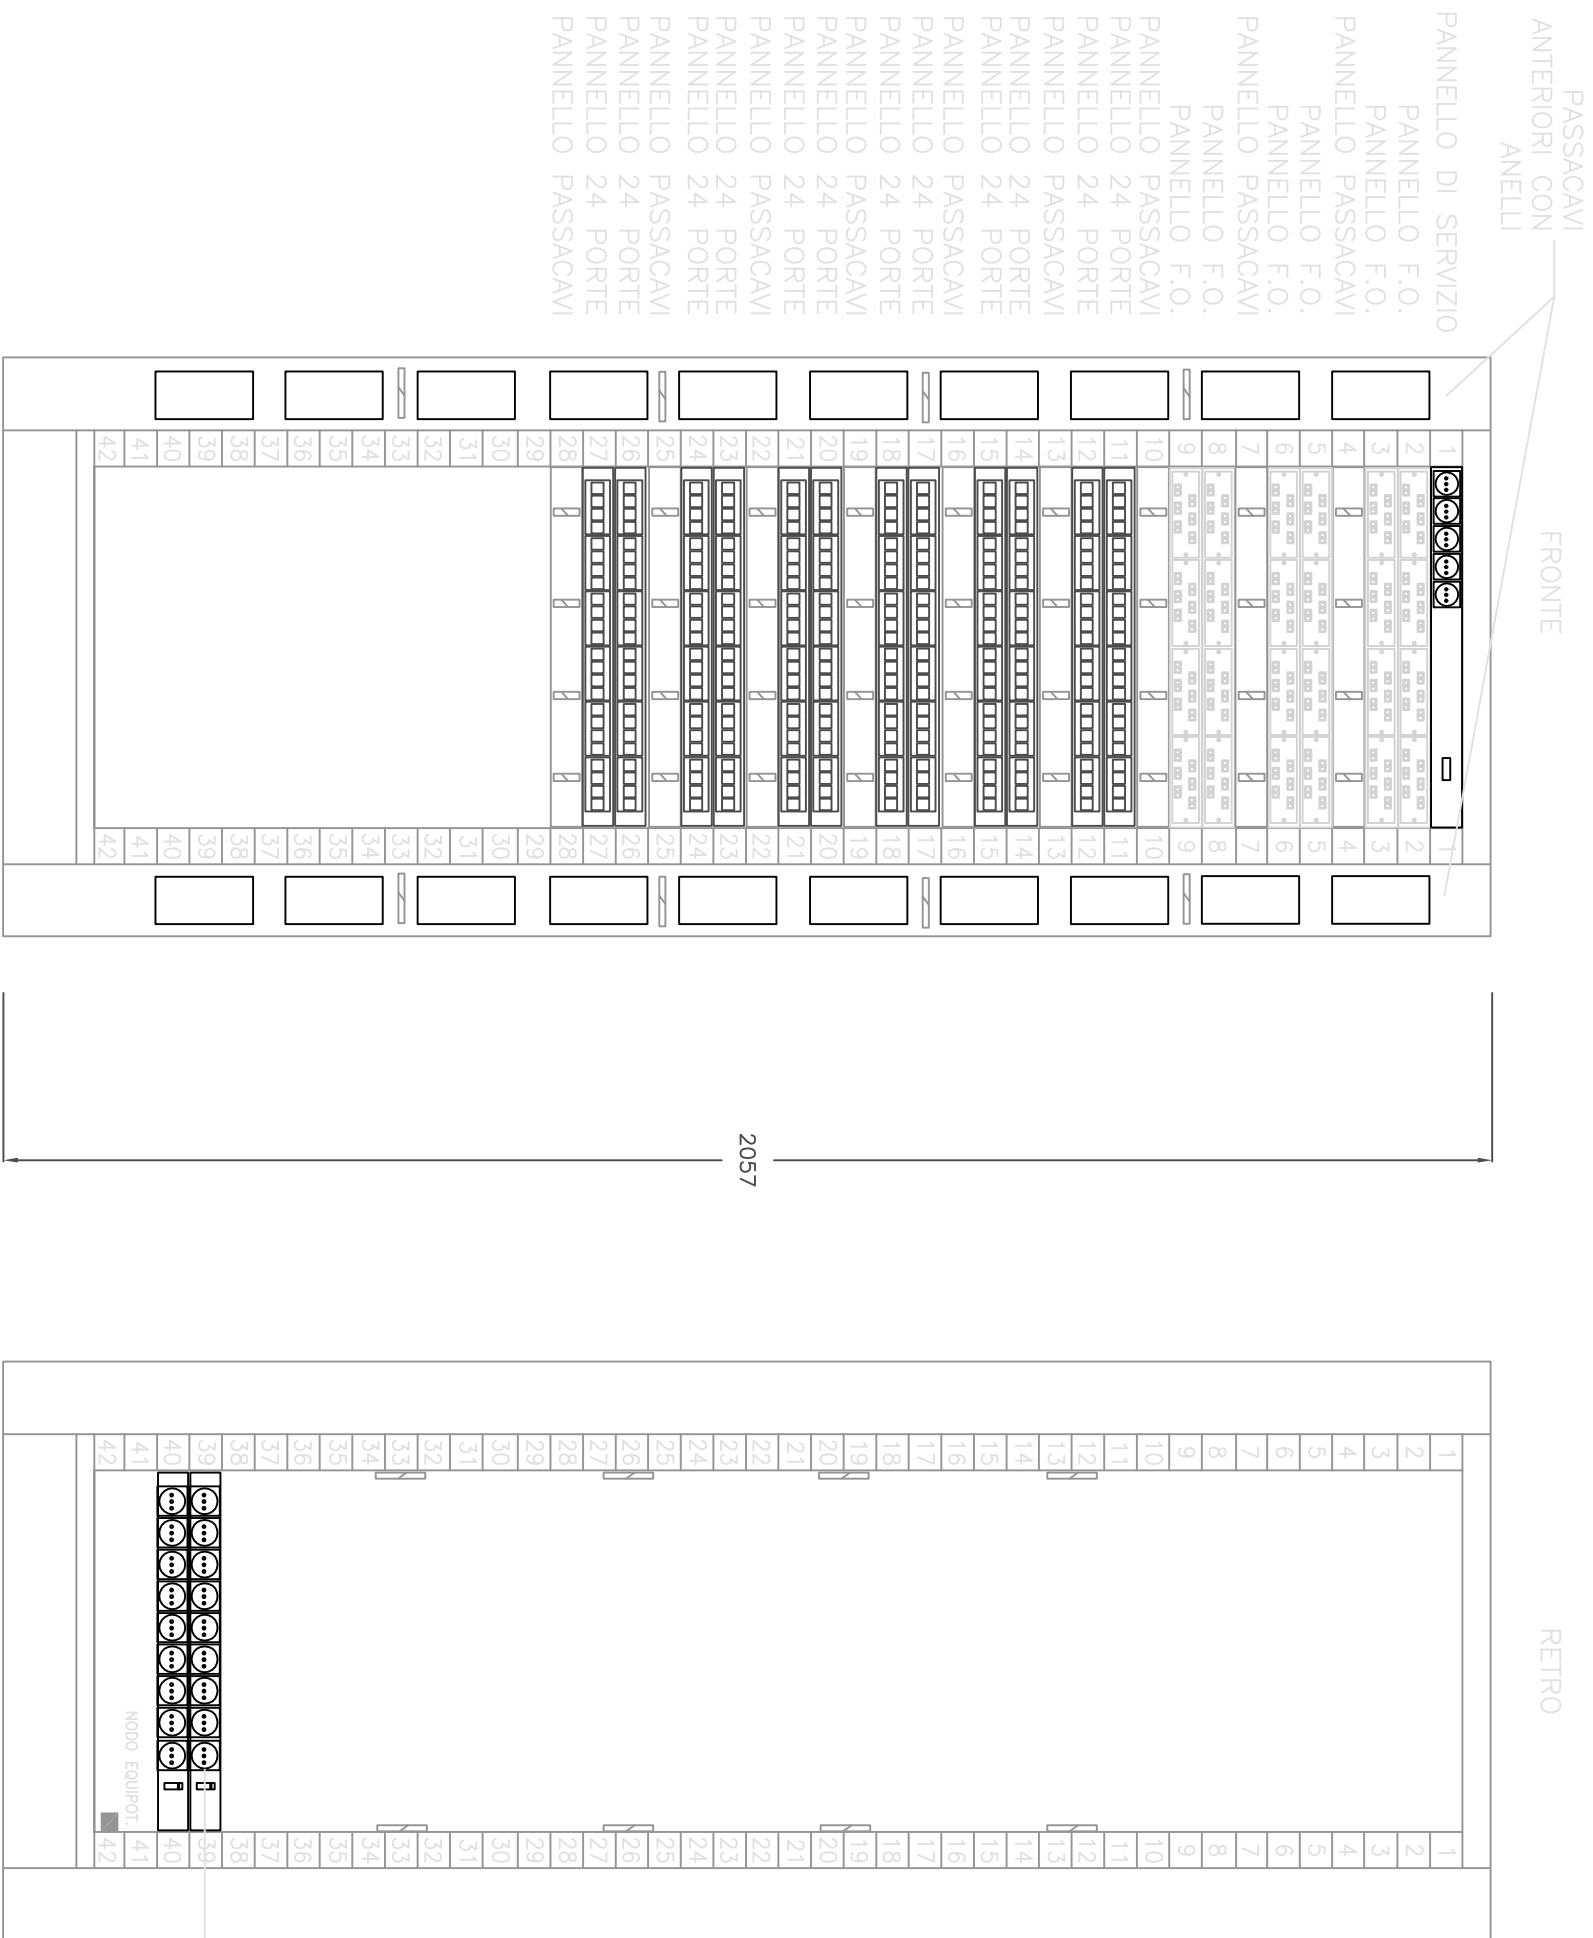 PASSACAVI
ANTERIORI CON
ANELLI
FRONTE
RETRO
PANNELLO DI SERVIZIO 1 1 1 1
PANNELLO F.O. 2 2 2 2
PANNELLO F.O. 3 3 3 3
PANNELLO PASSACAVI 4 4 4 4
PANNELLO F.O. 5 5 5 5
PANNELLO F.O. 6 6 6 6
PANNELLO PASSACAVI 7 7 7 7
PANNELLO F.O. 8 8 8 8
PANNELLO F.O. 9 9 9 9
PANNELLO PASSACAVI 10 10 10 10
PANNELLO 24 PORTE 11 11 11 11
PANNELLO 24 PORTE 12 12 12 12
PANNELLO PASSACAVI 13 13 13 13
PANNELLO 24 PORTE 14 14 14 14
PANNELLO 24 PORTE 15 15 15 15
PANNELLO PASSACAVI 16 16 16 16
PANNELLO 24 PORTE 17 17 17 17
PANNELLO 24 PORTE 18 18 18 18
PANNELLO PASSACAVI 19 19 19 19
PANNELLO 24 PORTE 20 20 20 20
PANNELLO 24 PORTE 21 21 21 21
PANNELLO PASSACAVI 22 22 22 22
2057
PANNELLO 24 PORTE 23 23 23 23
PANNELLO 24 PORTE 24 24 24 24
PANNELLO PASSACAVI 25 25 25 25
PANNELLO 24 PORTE 26 26 26 26
PANNELLO 24 PORTE 27 27 27 27
PANNELLO PASSACAVI 28 28 28 28
29 29 29 29
30 30 30 30
31 31 31 31
32 32 32 32
33 33 33 33
34 34 34 34
35 35 35 35
36 36 36 36
37 37 37 37
38 38 38 38
39 39 39 39
40 40 40 40
41 41 41 41
NODO EQUIPOT.
42 42 42 42